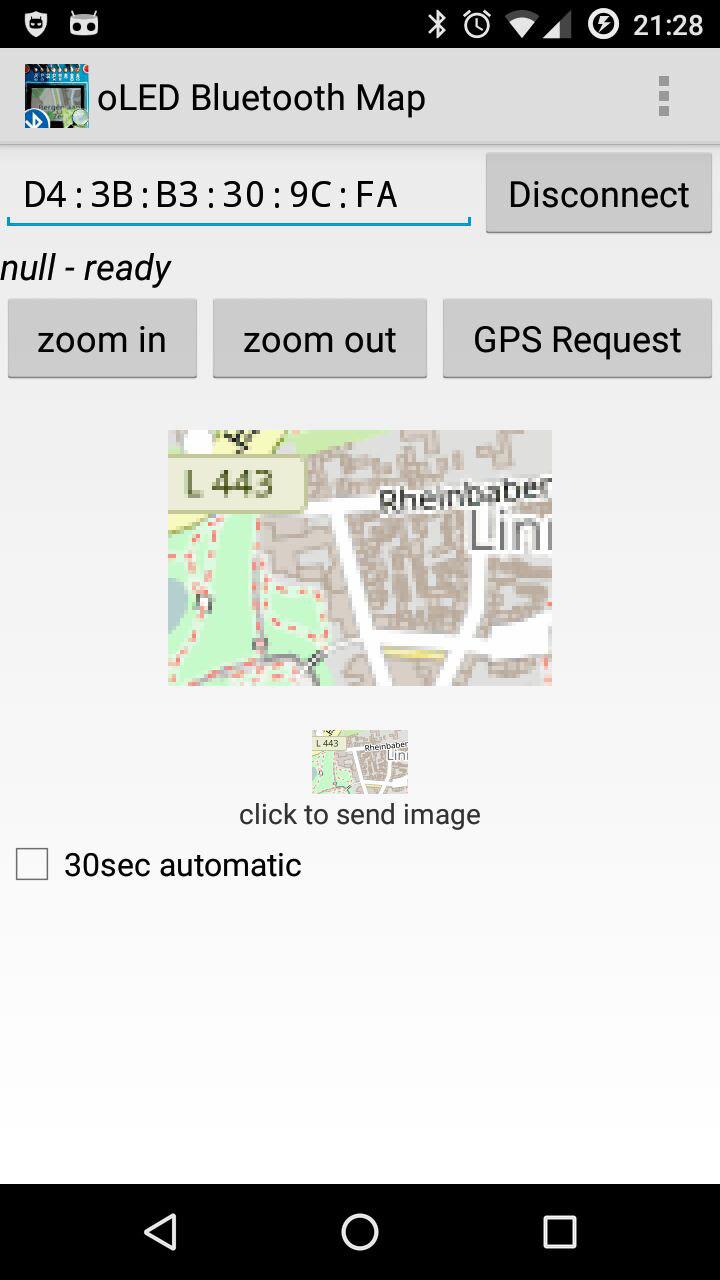 21:28
oLED Bluetooth Map
D4:3B:B3:30:9C:FA
Disconnect
null - ready
zoom in
zoom out
GPS Request
L 443
Rheinbaber
Lin
L 443
Rheinbaber
Lin
click to send image
30sec automatic